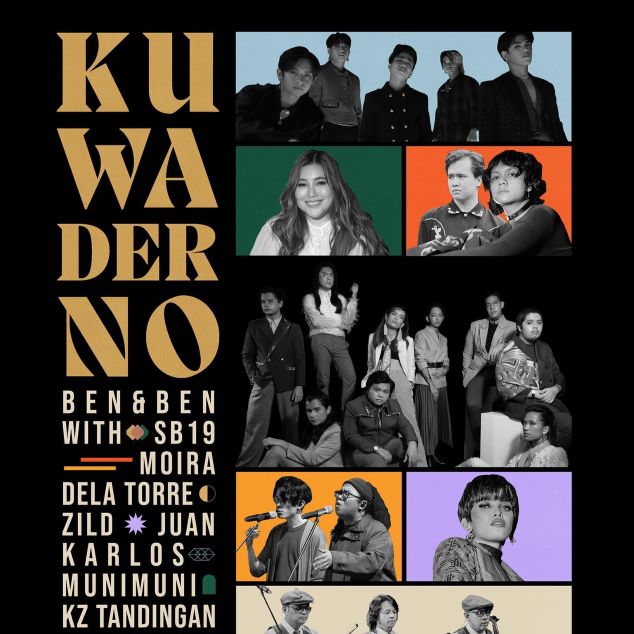 KU
WA
DER
NO
BEN&BEN
WITH SB19
MOIRA
DELA TORRE
ZILD JUAN
KARLOS
MUNIMUNI
KZ TANDINGAN